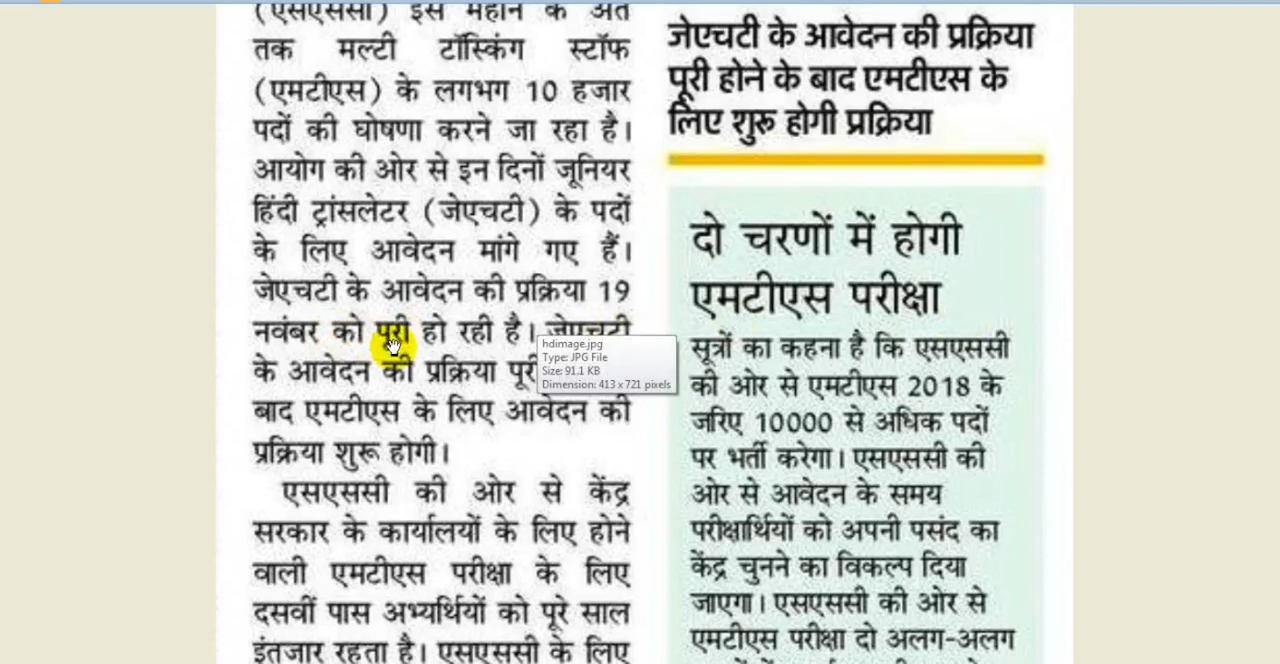 (एसएससी) इस महीने के अंत
तक मल्टी टॉस्किंग स्टॉफ
(एमटीएस) के लगभग 10 हजार
पदों की घोषणा करने जा रहा है।
आयोग की ओर से इन दिनों जूनियर
हिंदी ट्रांसलेटर (जेएचटी) के पदों
के लिए आवेदन मांगे गए हैं।
जेएचटी के आवेदन की प्रक्रिया 19
नवंबर को पूरी हो रही है। जेएचटी
के आवेदन की प्रक्रिया पूरी
बाद एमटीएस के लिए आवेदन की
प्रक्रिया शुरू होगी।
एसएससी की ओर से केंद्र
सरकार के कार्यालयों के लिए होने
वाली एमटीएस परीक्षा के लिए
दसवीं पास अभ्यर्थियों को पूरे साल
इंतजार रहता है। एसएससी के लिए
hdimage.jpg
Type: JPG File
Size: 91.1 KB
Dimension: 413 x 721 pixels
जेएचटी के आवेदन की प्रक्रिया
पूरी होने के बाद एमटीएस के
लिए शुरू होगी प्रक्रिया
दो चरणों में होगी
एमटीएस परीक्षा
सूत्रों का कहना है कि एसएससी
की ओर से एमटीएस 2018 के
जरिए 10000 से अधिक पदों
पर भर्ती करेगा। एसएससी की
ओर से आवेदन के समय
परीक्षार्थियों को अपनी पसंद का
केंद्र चुनने का विकल्प दिया
जाएगा। एसएससी की ओर से
एमटीएस परीक्षा दो अलग-अलग